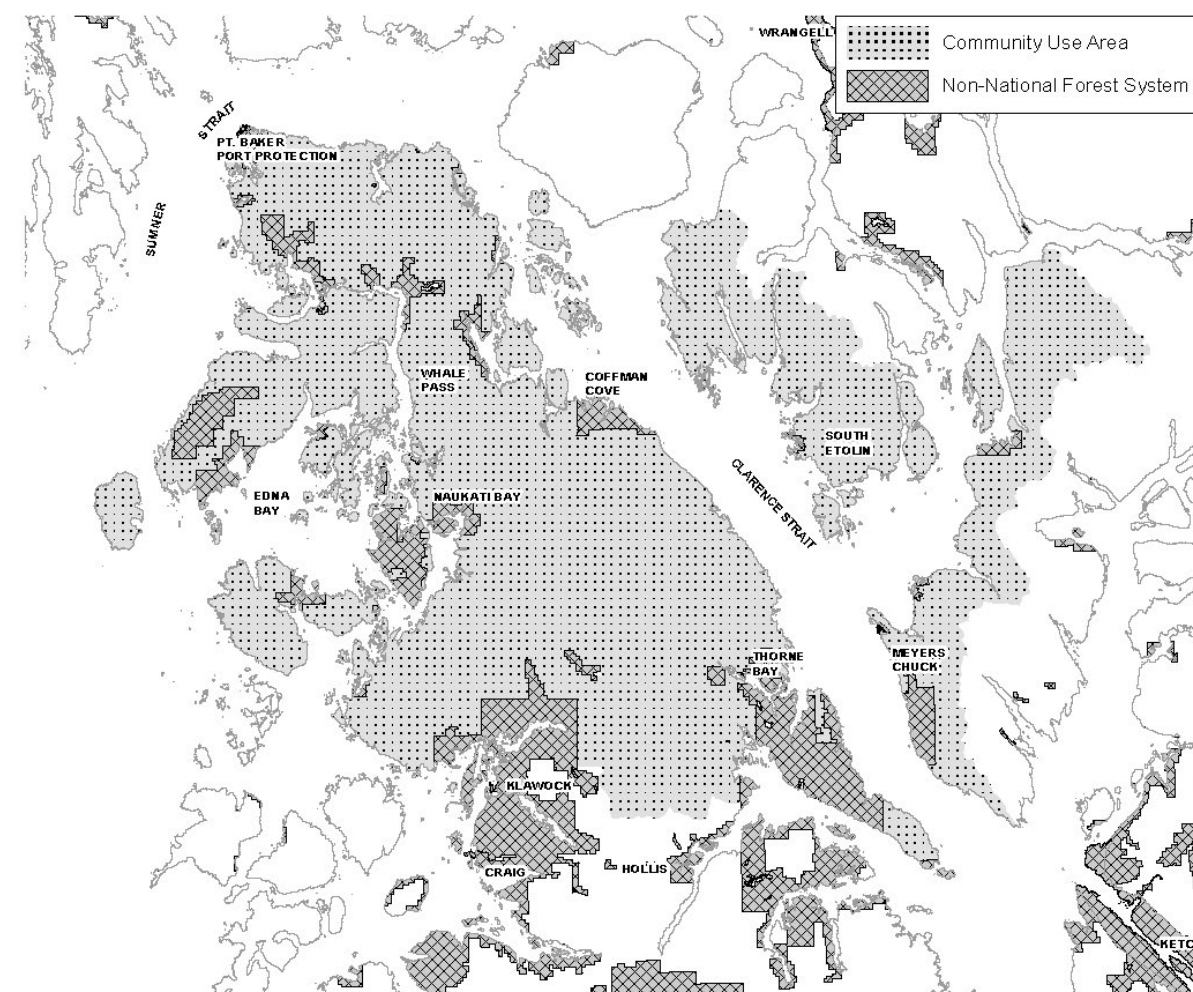 WRANGELL
Community Use Area
Non-National Forest System
STRAIT
PT. BAKER
PORT PROTECTION
SUMNER
WHALE
PASS
COFFMAN
COVE
SOUTH
ETOLIN
CLARENCE STRAIT
EDNA
BAY
NAUKATI BAY
THORNE
BAY
MEYERS
CHUCK
KLAWOCK
CRAIG
HOLLIS
KETC